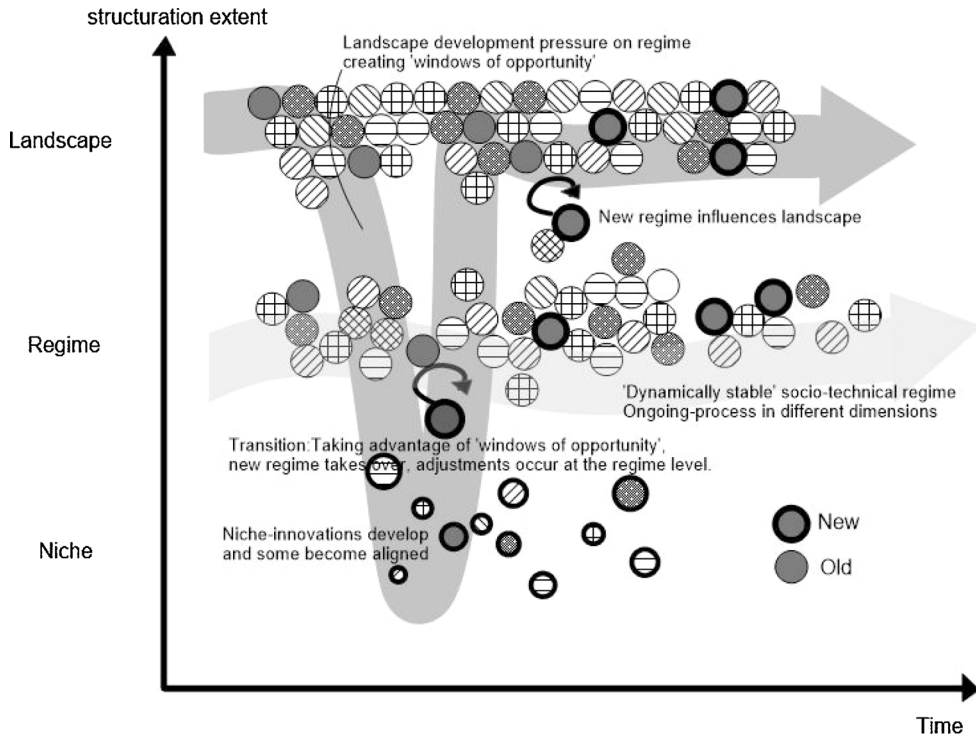 structuration extent
Landscape development pressure on regime
creating 'windows of opportunity'
Landscape
New regime influences landscape
Regime
'Dynamically stable' socio-technical regime
Ongoing-process in different dimensions
Transition:Taking advantage of 'windows of opportunity',
new regime takes over, adjustments occur at the regime level.
Niche-innovations develop
and some become aligned
Niche
New
Old
Time